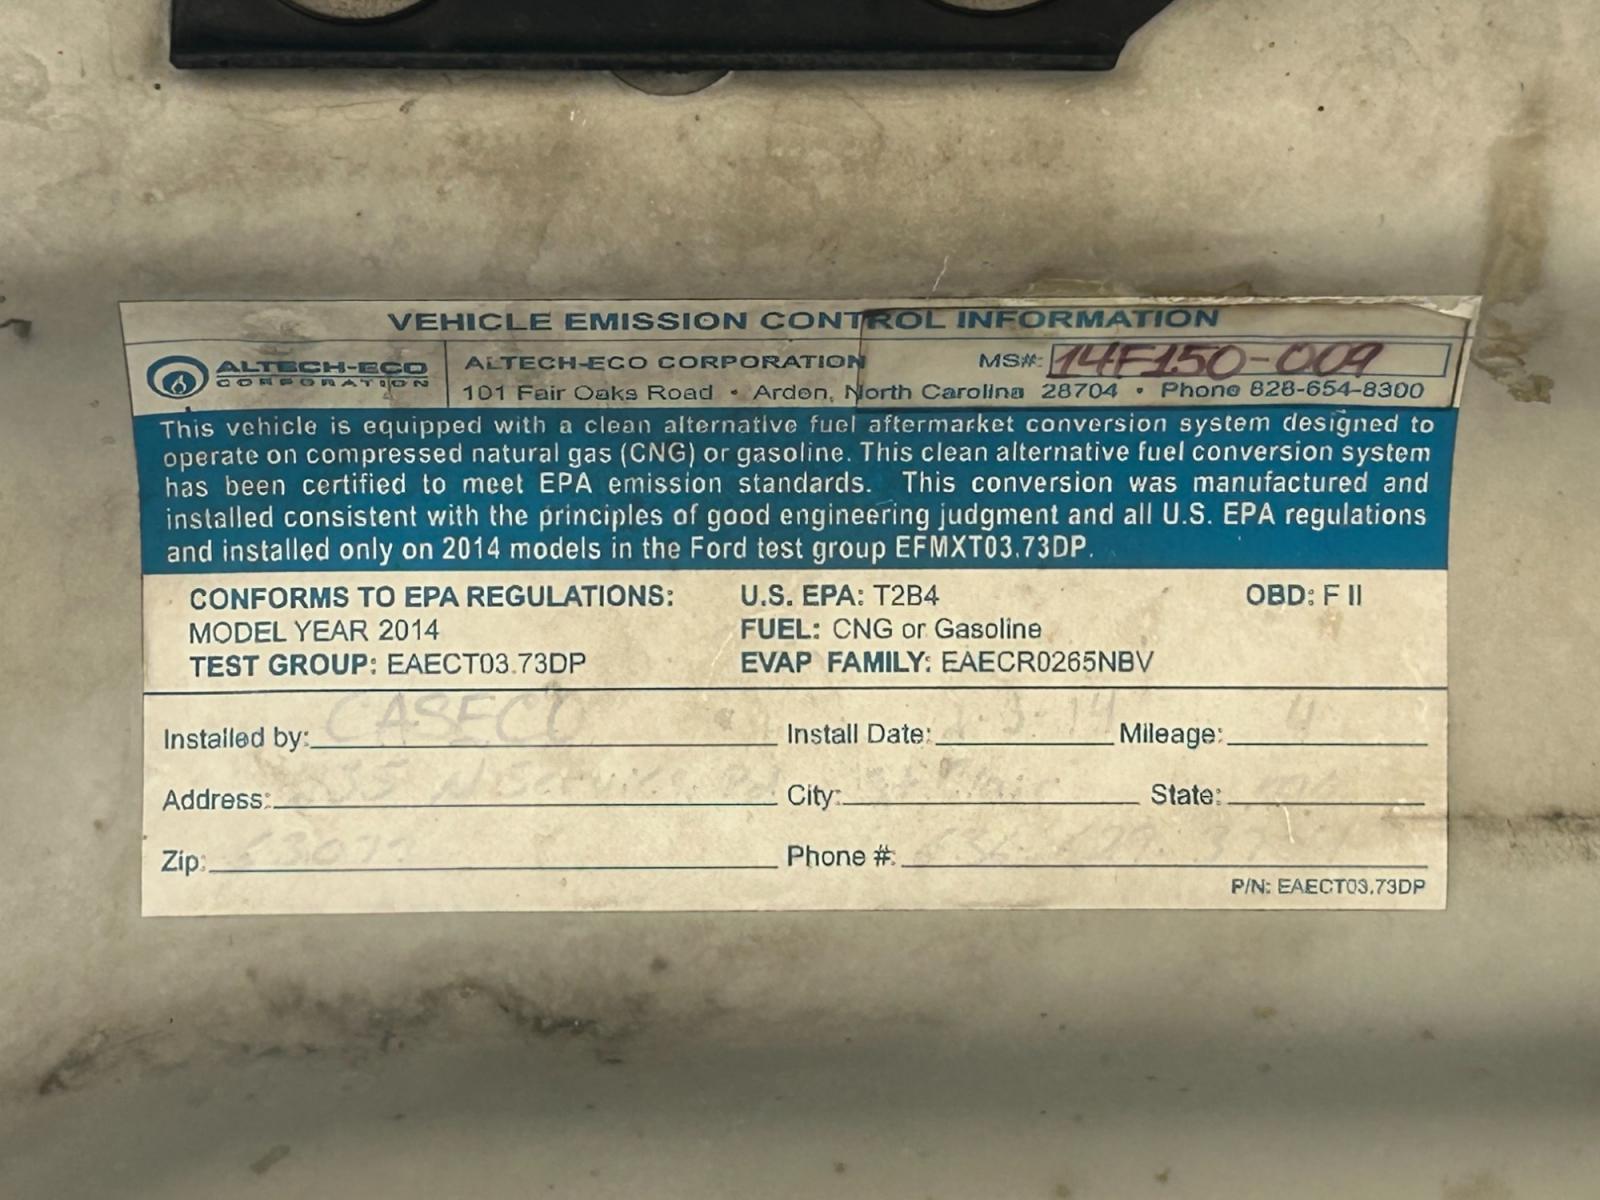 VEHICLE EMISSION CONTROL INFORMATION
ALTECH-ECO CORPORATION
ALTECH-ECO CORPORATION MS#: 14F150-009
101 Fair Oaks Road • Arden, North Carolina 28704 • Phone 828-654-8300
This vehicle is equipped with a clean alternative fuel aftermarket conversion system designed to
operate on compressed natural gas (CNG) or gasoline. This clean alternative fuel conversion system
has been certified to meet EPA emission standards. This conversion was manufactured and
installed consistent with the principles of good engineering judgment and all U.S. EPA regulations
and installed only on 2014 models in the Ford test group EFMXT03.73DP.
CONFORMS TO EPA REGULATIONS: U.S. EPA: T2B4 OBD: F II
MODEL YEAR 2014 FUEL: CNG or Gasoline
TEST GROUP: EAECT03.73DP EVAP FAMILY: EAECR0265NBV
Installed by: CASECO Install Date: Mileage: 4
Address: N Service City: State:
Zip: Phone #:
P/N: EAECT03.73DP